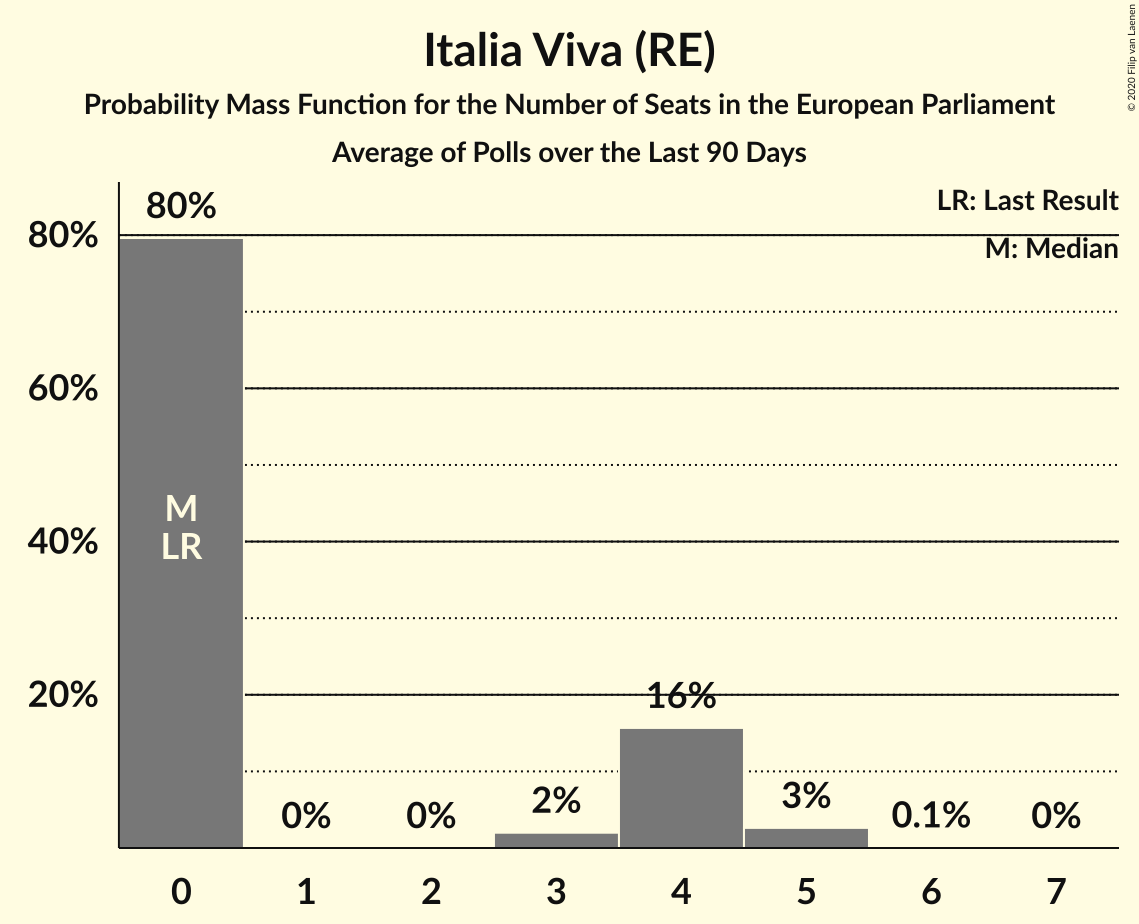 Italia Viva (RE)
Probability Mass Function for the Number of Seats in the European Parliament
Average of Polls over the Last 90 Days
© 2020 Filip van Laenen
LR: Last Result
M: Median
80%
60%
40%
20%
80%
M
LR
0%
0%
2%
16%
3%
0.1%
0%
0 1 2 3 4 5 6 7